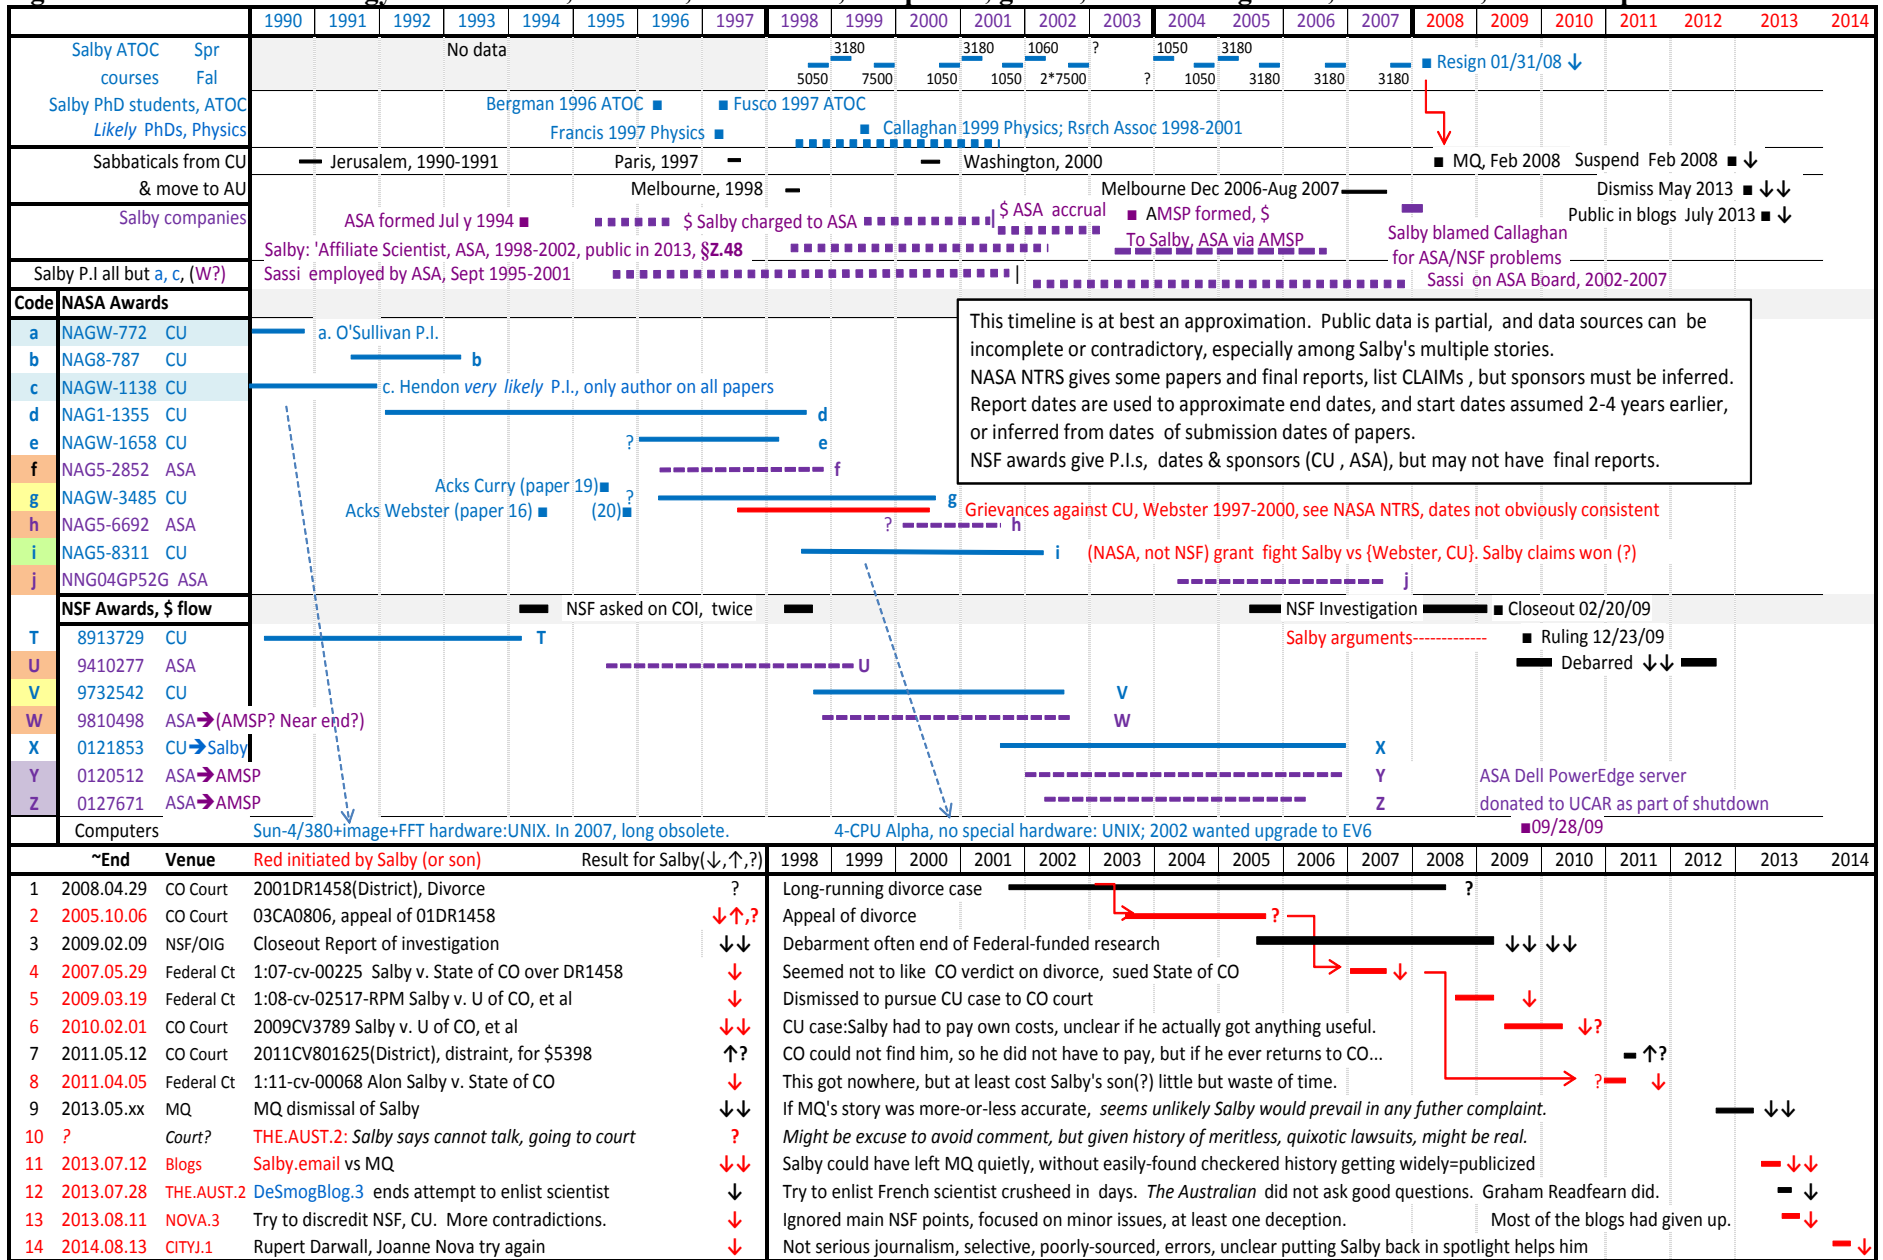 1990 1991 1992 1993 1994 1995 1996 1997 1998 1999 2000 2001 2002 2003 2004 2005 2006 2007 2008 2009 2010 2011 2012 2013 2014
Salby ATOC Spr No data 3180 3180 1060 ? 1050 3180 Resign 01/31/08 ↓
courses Fal 5050 7500 1050 1050 2*7500 ? 1050 3180 3180 3180
Salby PhD students, ATOC Bergman 1996 ATOC Fusco 1997 ATOC
Likely PhDs, Physics Francis 1997 Physics Callaghan 1999 Physics; Rsrch Assoc 1998-2001
Sabbaticals from CU Jerusalem, 1990-1991 Paris, 1997 Washington, 2000 MQ, Feb 2008 Suspend Feb 2008 ↓
& move to AU Melbourne, 1998 Melbourne Dec 2006-Aug 2007 Dismiss May 2013 ↓↓
Salby companies ASA formed Jul y 1994 $ Salby charged to ASA $ ASA accrual AMSP formed, $ Public in blogs July 2013 ↓
Salby: 'Affiliate Scientist, ASA, 1998-2002, public in 2013, §Z.48 To Salby, ASA via AMSP Salby blamed Callaghan
for ASA/NSF problems
Salby P.I all but a, c, (W?) Sassi employed by ASA, Sept 1995-2001 Sassi on ASA Board, 2002-2007
Code NASA Awards
a NAGW-772 CU a. O'Sullivan P.I.
b NAG8-787 CU b
c NAGW-1138 CU c. Hendon very likely P.I., only author on all papers
d NAG1-1355 CU d
e NAGW-1658 CU ? e
f NAG5-2852 ASA f
This timeline is at best an approximation. Public data is partial, and data sources can be
incomplete or contradictory, especially among Salby's multiple stories.
NASA NTRS gives some papers and final reports, list CLAIMs , but sponsors must be inferred.
Report dates are used to approximate end dates, and start dates assumed 2-4 years earlier,
or inferred from dates of submission dates of papers.
NSF awards give P.I.s, dates & sponsors (CU , ASA), but may not have final reports.
g NAGW-3485 CU Acks Curry (paper 19) ? g
Acks Webster (paper 16) (20) Grievances against CU, Webster 1997-2000, see NASA NTRS, dates not obviously consistent
h NAG5-6692 ASA ? h
i NAG5-8311 CU i (NASA, not NSF) grant fight Salby vs {Webster, CU}. Salby claims won (?)
j NNG04GP52G ASA j
NSF Awards, $ flow NSF asked on COI, twice NSF Investigation Closeout 02/20/09
T 8913729 CU T Salby arguments------------- Ruling 12/23/09
U 9410277 ASA U Debarred ↓↓
V 9732542 CU V
W 9810498 ASA➔(AMSP? Near end?) W
X 0121853 CU➔Salby X
Y 0120512 ASA➔AMSP Y ASA Dell PowerEdge server
Z 0127671 ASA➔AMSP Z donated to UCAR as part of shutdown
Computers Sun-4/380+image+FFT hardware:UNIX. In 2007, long obsolete. 4-CPU Alpha, no special hardware: UNIX; 2002 wanted upgrade to EV6 09/28/09
~End Venue Red initiated by Salby (or son) Result for Salby(↓,↑,?) 1998 1999 2000 2001 2002 2003 2004 2005 2006 2007 2008 2009 2010 2011 2012 2013 2014
1 2008.04.29 CO Court 2001DR1458(District), Divorce ? Long-running divorce case ?
2 2005.10.06 CO Court 03CA0806, appeal of 01DR1458 ↓↑,? Appeal of divorce ?
3 2009.02.09 NSF/OIG Closeout Report of investigation ↓↓ Debarment often end of Federal-funded research ↓↓ ↓↓
4 2007.05.29 Federal Ct 1:07-cv-00225 Salby v. State of CO over DR1458 ↓ Seemed not to like CO verdict on divorce, sued State of CO ↓
5 2009.03.19 Federal Ct 1:08-cv-02517-RPM Salby v. U of CO, et al ↓ Dismissed to pursue CU case to CO court ↓
6 2010.02.01 CO Court 2009CV3789 Salby v. U of CO, et al ↓↓ CU case:Salby had to pay own costs, unclear if he actually got anything useful. ↓?
7 2011.05.12 CO Court 2011CV801625(District), distraint, for $5398 ↑? CO could not find him, so he did not have to pay, but if he ever returns to CO... ↑?
8 2011.04.05 Federal Ct 1:11-cv-00068 Alon Salby v. State of CO ↓ This got nowhere, but at least cost Salby's son(?) little but waste of time. ? ↓
9 2013.05.xx MQ MQ dismissal of Salby ↓↓ If MQ's story was more-or-less accurate, seems unlikely Salby would prevail in any futher complaint. ↓↓
10 ? Court? THE.AUST.2: Salby says cannot talk, going to court ? Might be excuse to avoid comment, but given history of meritless, quixotic lawsuits, might be real.
11 2013.07.12 Blogs Salby.email vs MQ ↓↓ Salby could have left MQ quietly, without easily-found checkered history getting widely=publicized ↓↓
12 2013.07.28 THE.AUST.2 DeSmogBlog.3 ends attempt to enlist scientist ↓ Try to enlist French scientist crusheed in days. The Australian did not ask good questions. Graham Readfearn did. ↓
13 2013.08.11 NOVA.3 Try to discredit NSF, CU. More contradictions. ↓ Ignored main NSF points, focused on minor issues, at least one deception. Most of the blogs had given up. ↓
14 2014.08.13 CITYJ.1 Rupert Darwall, Joanne Nova try again ↓ Not serious journalism, selective, poorly-sourced, errors, unclear putting Salby back in spotlight helps him ↓